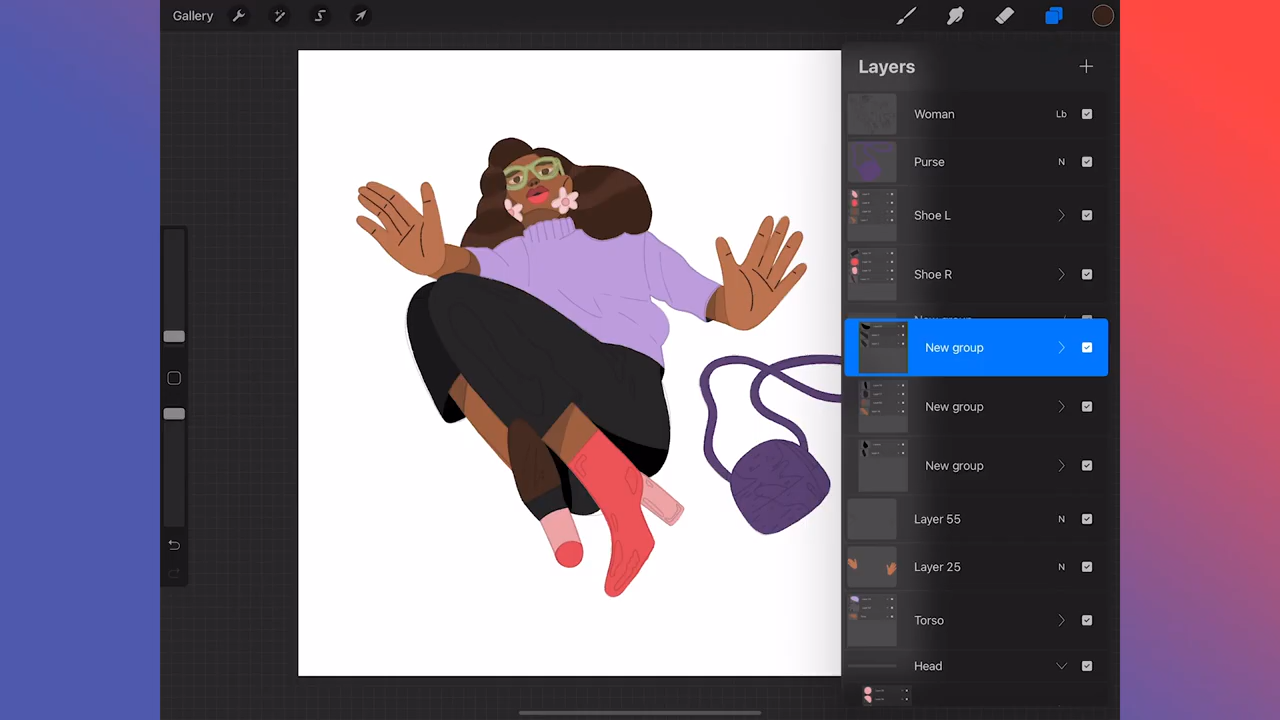 Gallery
Layers
Woman Lb
Purse N
Shoe L
Shoe R
New group
New group
New group
New group
Layer 55 N
Layer 25 N
Torso
Head